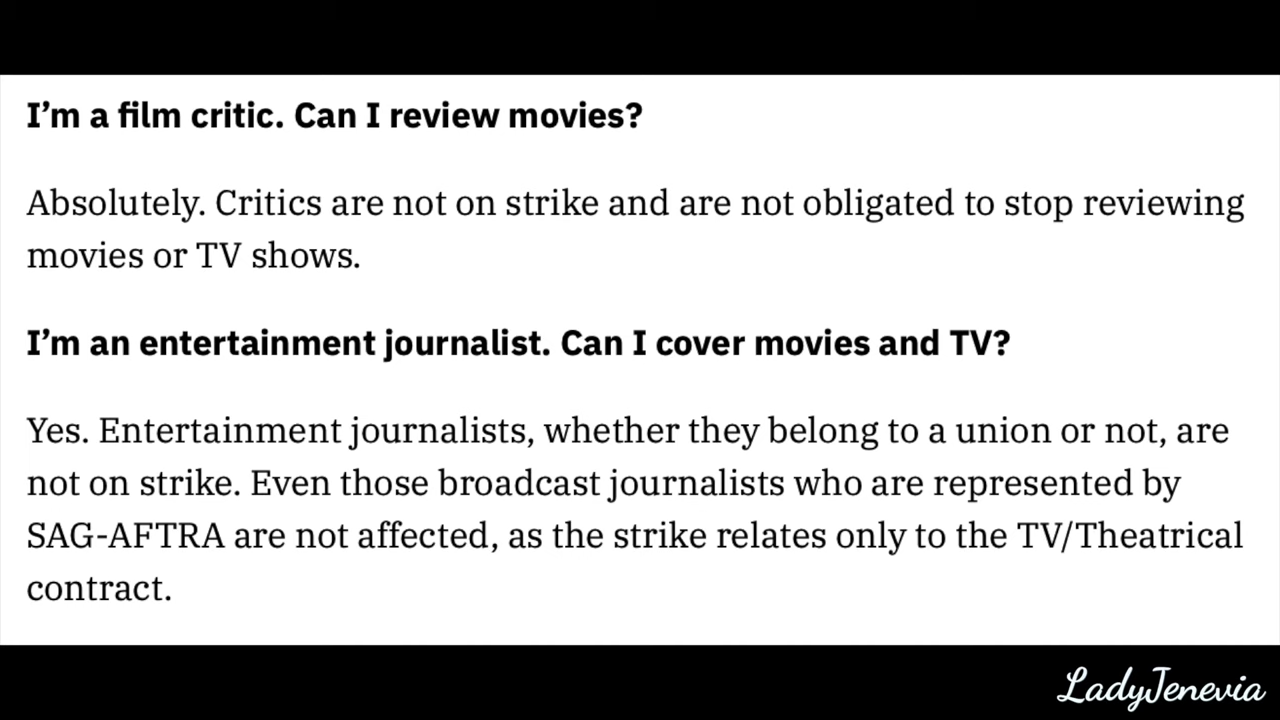 I’m a film critic. Can I review movies?
Absolutely. Critics are not on strike and are not obligated to stop reviewing
movies or TV shows.
I’m an entertainment journalist. Can I cover movies and TV?
Yes. Entertainment journalists, whether they belong to a union or not, are
not on strike. Even those broadcast journalists who are represented by
SAG-AFTRA are not affected, as the strike relates only to the TV/Theatrical
contract.
LadyJenevia